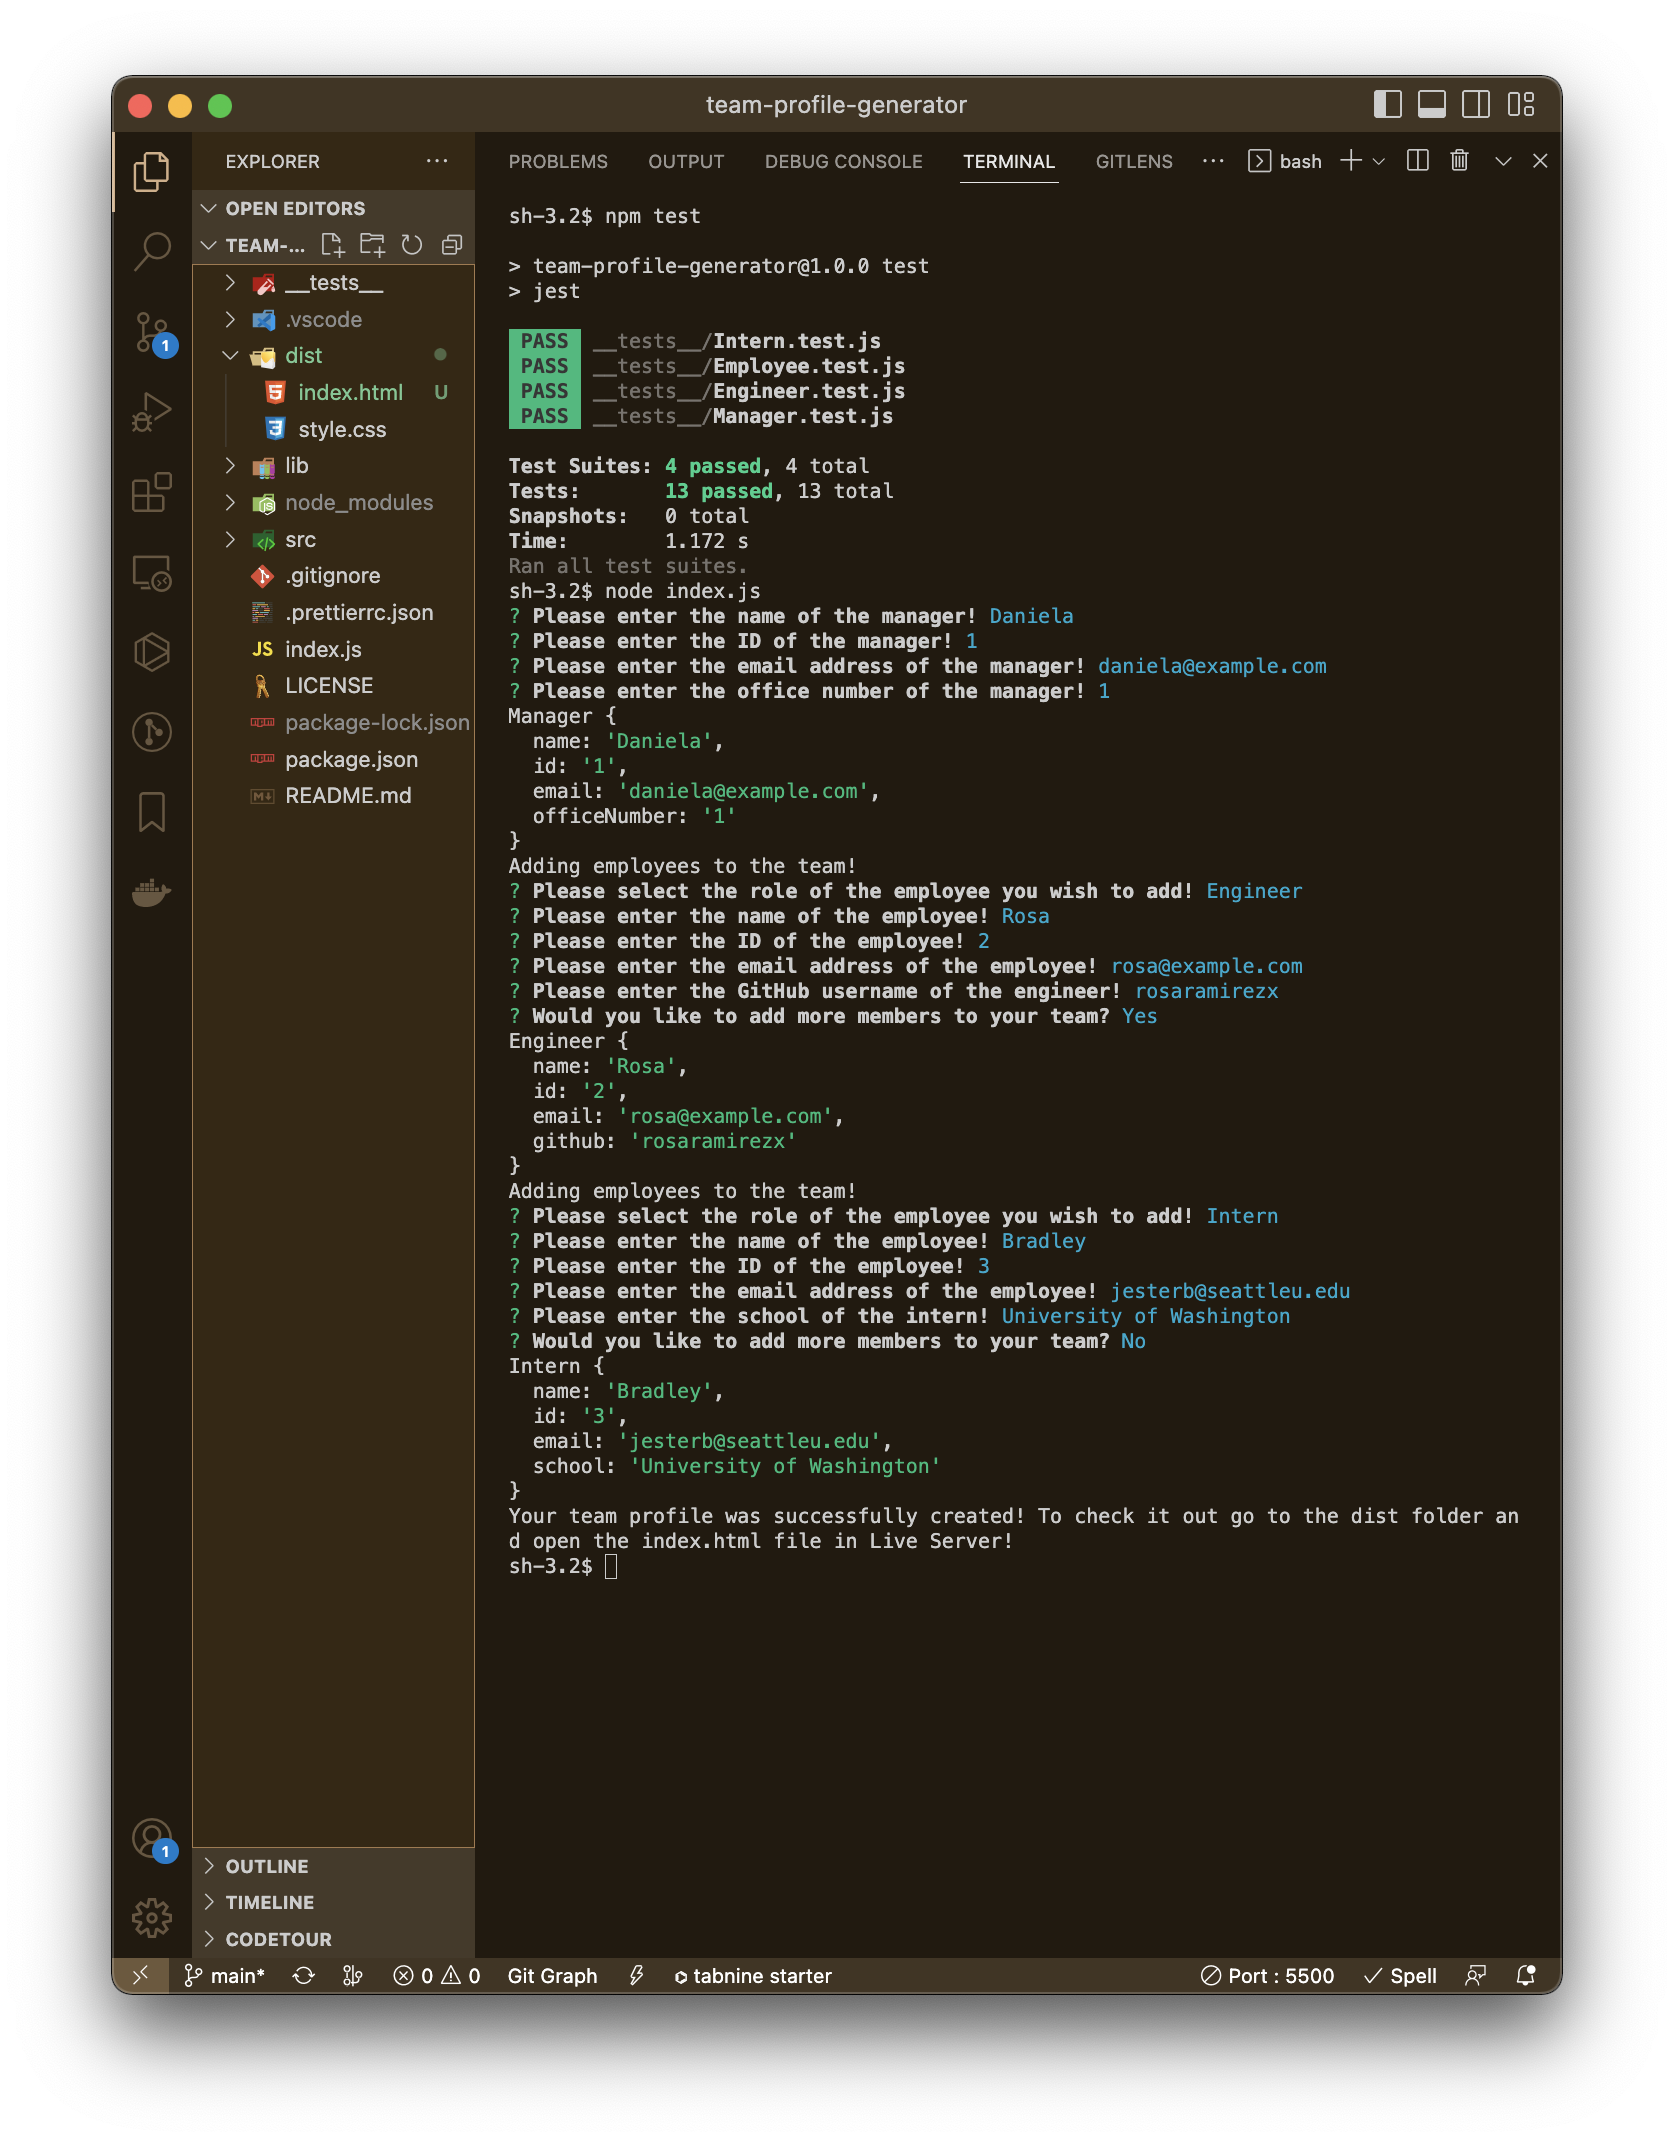 team-profile-generator
EXPLORER
OPEN EDITORS
TEAM-...
__tests__
.vscode
dist
index.html U
style.css
lib
node_modules
src
.gitignore
.prettierrc.json
JS index.js
LICENSE
package-lock.json
package.json
README.md
OUTLINE
TIMELINE
CODETOUR
1
1
PROBLEMS OUTPUT DEBUG CONSOLE TERMINAL GITLENS ... bash
sh-3.2$ npm test
> team-profile-generator@1.0.0 test
> jest
PASS __tests__/Intern.test.js
PASS __tests__/Employee.test.js
PASS __tests__/Engineer.test.js
PASS __tests__/Manager.test.js
Test Suites: 4 passed, 4 total
Tests: 13 passed, 13 total
Snapshots: 0 total
Time: 1.172 s
Ran all test suites.
sh-3.2$ node index.js
? Please enter the name of the manager! Daniela
? Please enter the ID of the manager! 1
? Please enter the email address of the manager! daniela@example.com
? Please enter the office number of the manager! 1
Manager {
  name: 'Daniela',
  id: '1',
  email: 'daniela@example.com',
  officeNumber: '1'
}
Adding employees to the team!
? Please select the role of the employee you wish to add! Engineer
? Please enter the name of the employee! Rosa
? Please enter the ID of the employee! 2
? Please enter the email address of the employee! rosa@example.com
? Please enter the GitHub username of the engineer! rosaramirezx
? Would you like to add more members to your team? Yes
Engineer {
  name: 'Rosa',
  id: '2',
  email: 'rosa@example.com',
  github: 'rosaramirezx'
}
Adding employees to the team!
? Please select the role of the employee you wish to add! Intern
? Please enter the name of the employee! Bradley
? Please enter the ID of the employee! 3
? Please enter the email address of the employee! jesterb@seattleu.edu
? Please enter the school of the intern! University of Washington
? Would you like to add more members to your team? No
Intern {
  name: 'Bradley',
  id: '3',
  email: 'jesterb@seattleu.edu',
  school: 'University of Washington'
}
Your team profile was successfully created! To check it out go to the dist folder an
d open the index.html file in Live Server!
sh-3.2$
main* 0 0 Git Graph tabnine starter Port : 5500 Spell